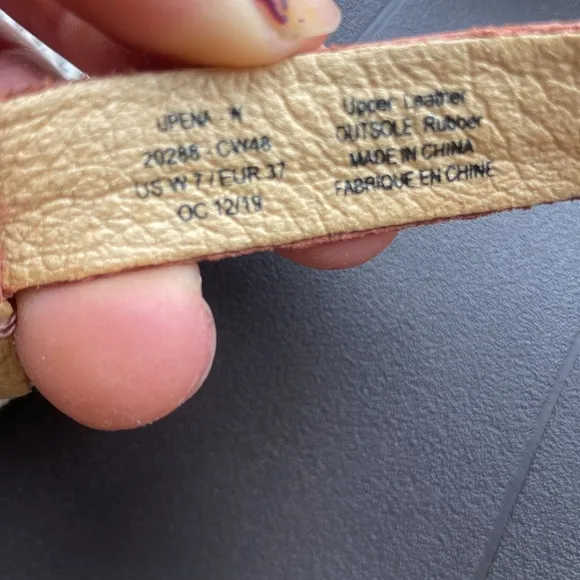 UPENA - W
20288 - CW48
US W 7 / EUR 37
OC 12/19
Upper Leather
OUTSOLE Rubber
MADE IN CHINA
FABRIQUE EN CHINE